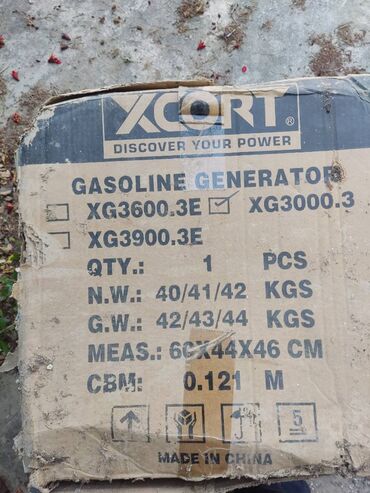 XCORT®
DISCOVER YOUR POWER
GASOLINE GENERATOR
XG3600.3E XG3000.3
XG3900.3E
QTY.: 1 PCS
N.W.: 40/41/42 KGS
G.W.: 42/43/44 KGS
MEAS.: 60X44X46 CM
CBM: 0.121 M
5
MADE IN CHINA